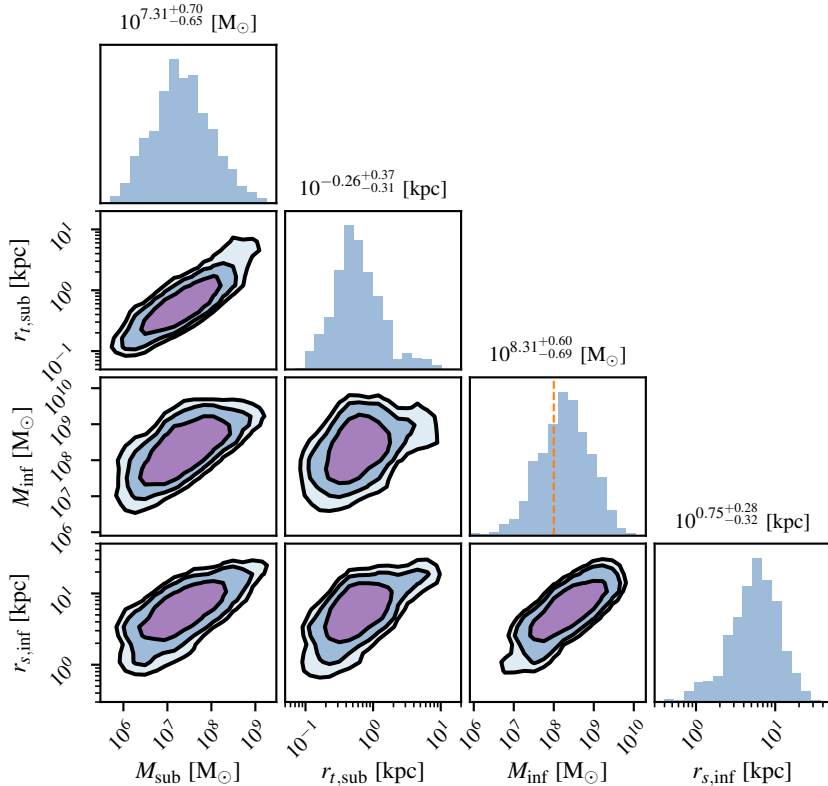 10^{7.31^{+0.70}_{-0.65}} [M_⊙]
10^{-0.26^{+0.37}_{-0.31}} [kpc]
r_{t,sub} [kpc]
10^1
10^0
10^{-1}
10^{8.31^{+0.60}_{-0.69}} [M_⊙]
M_{inf} [M_⊙]
10^{10}
10^9
10^8
10^7
10^6
10^{0.75^{+0.28}_{-0.32}} [kpc]
r_{s,inf} [kpc]
10^1
10^0
10^6 10^7 10^8 10^9 10^{-1} 10^0 10^1 10^6 10^7 10^8 10^9 10^{10} 10^0 10^1
M_{sub} [M_⊙] r_{t,sub} [kpc] M_{inf} [M_⊙] r_{s,inf} [kpc]